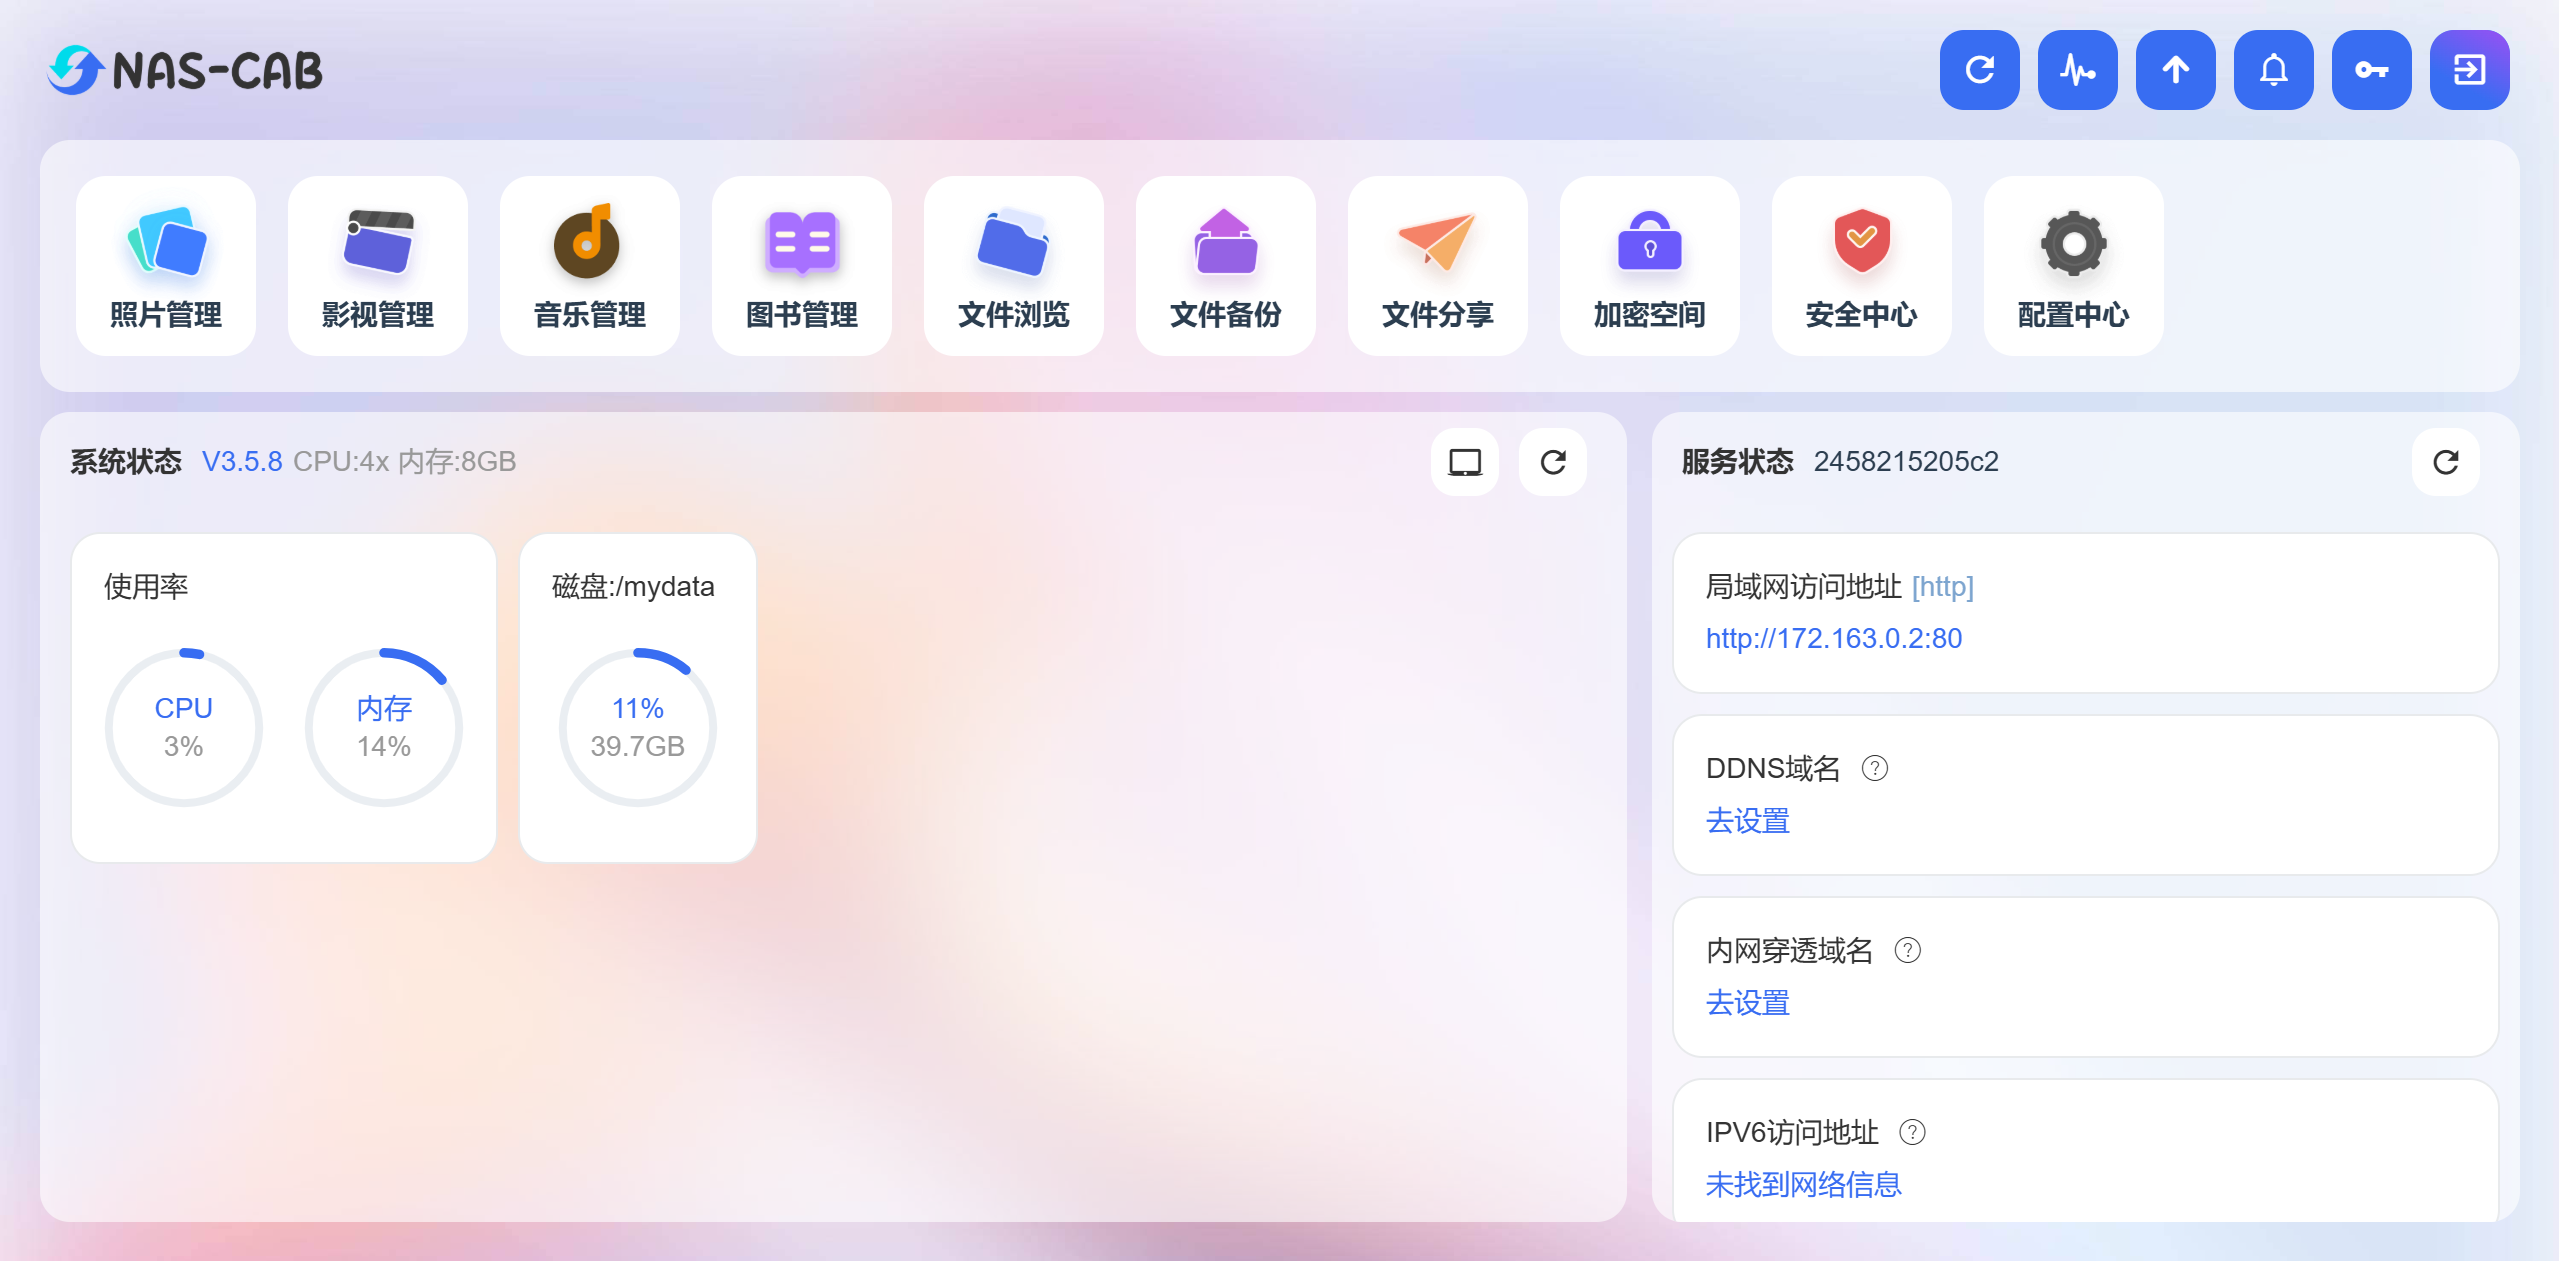 NAS-CAB
照片管理
影视管理
音乐管理
图书管理
文件浏览
文件备份
文件分享
加密空间
安全中心
配置中心
系统状态 V3.5.8 CPU:4x 内存:8GB
使用率
CPU
3%
内存
14%
磁盘:/mydata
11%
39.7GB
服务状态 2458215205c2
局域网访问地址 [http]
http://172.163.0.2:80
DDNS域名
去设置
内网穿透域名
去设置
IPV6访问地址
未找到网络信息